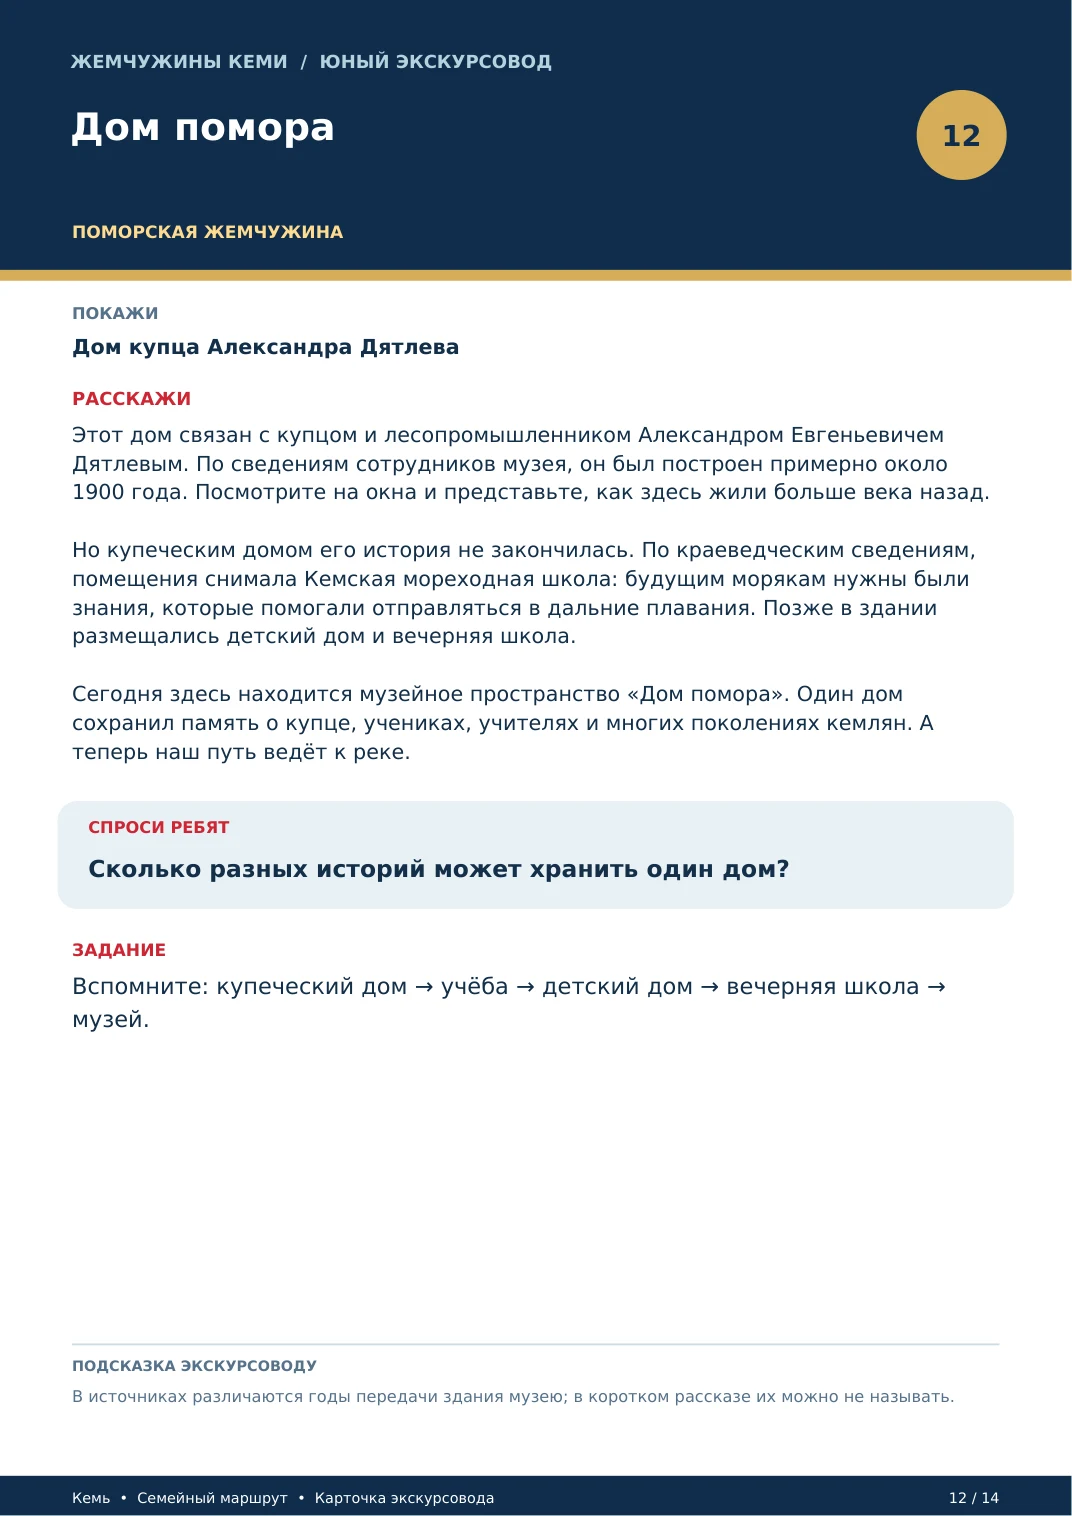 ЖЕМЧУЖИНЫ КЕМИ / ЮНЫЙ ЭКСКУРСОВОД
Дом помора
12
ПОМОРСКАЯ ЖЕМЧУЖИНА
ПОКАЖИ
Дом купца Александра Дятлева
РАССКАЖИ
Этот дом связан с купцом и лесопромышленником Александром Евгеньевичем
Дятлевым. По сведениям сотрудников музея, он был построен примерно около
1900 года. Посмотрите на окна и представьте, как здесь жили больше века назад.
Но купеческим домом его история не закончилась. По краеведческим сведениям,
помещения снимала Кемская мореходная школа: будущим морякам нужны были
знания, которые помогали отправляться в дальние плавания. Позже в здании
размещались детский дом и вечерняя школа.
Сегодня здесь находится музейное пространство «Дом помора». Один дом
сохранил память о купце, учениках, учителях и многих поколениях кемлян. А
теперь наш путь ведёт к реке.
СПРОСИ РЕБЯТ
Сколько разных историй может хранить один дом?
ЗАДАНИЕ
Вспомните: купеческий дом → учёба → детский дом → вечерняя школа →
музей.
ПОДСКАЗКА ЭКСКУРСОВОДУ
В источниках различаются годы передачи здания музею; в коротком рассказе их можно не называть.
Кемь • Семейный маршрут • Карточка экскурсовода
12 / 14